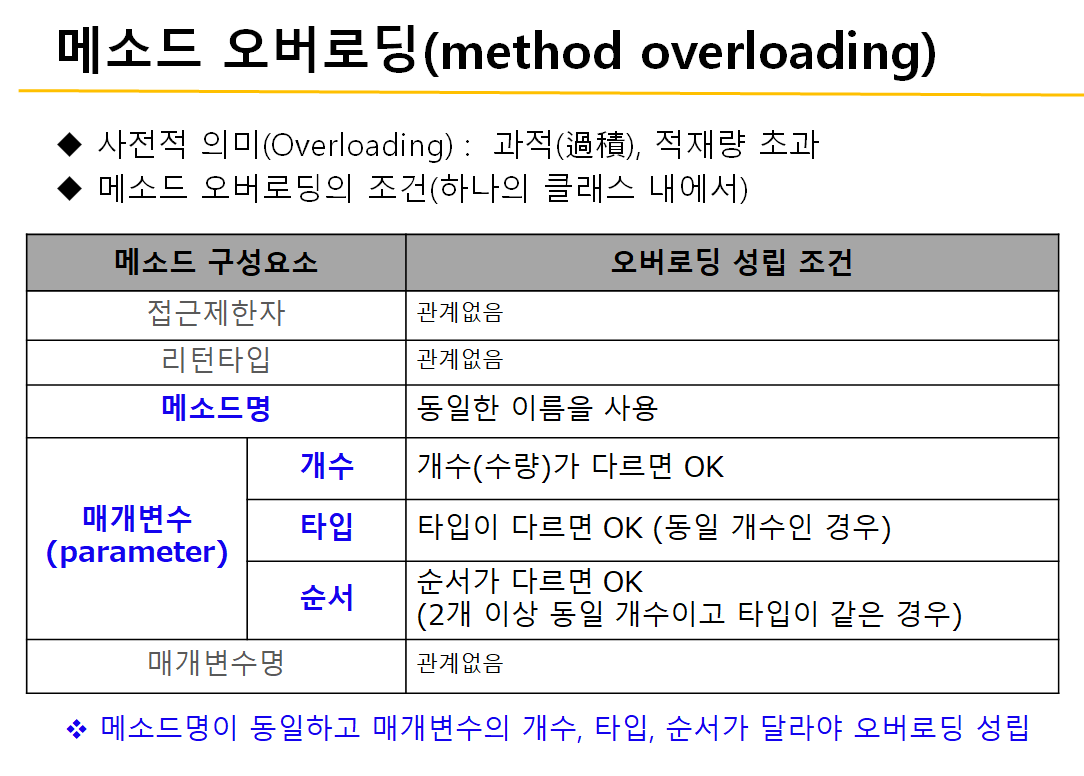 메소드 오버로딩(method overloading)
◆ 사전적 의미(Overloading) : 과적(過積), 적재량 초과
◆ 메소드 오버로딩의 조건(하나의 클래스 내에서)
메소드 구성요소 오버로딩 성립 조건
접근제한자 관계없음
리턴타입 관계없음
메소드명 동일한 이름을 사용
매개변수
(parameter)
개수 개수(수량)가 다르면 OK
타입 타입이 다르면 OK (동일 개수인 경우)
순서 순서가 다르면 OK
(2개 이상 동일 개수이고 타입이 같은 경우)
매개변수명 관계없음
❖ 메소드명이 동일하고 매개변수의 개수, 타입, 순서가 달라야 오버로딩 성립